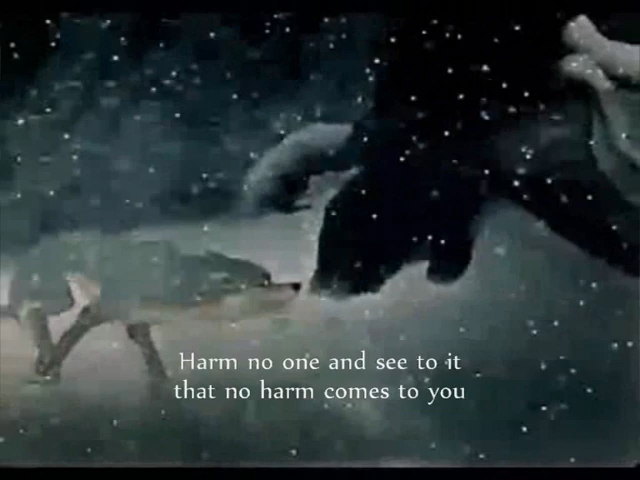 Harm no one and see to it
that no harm comes to you